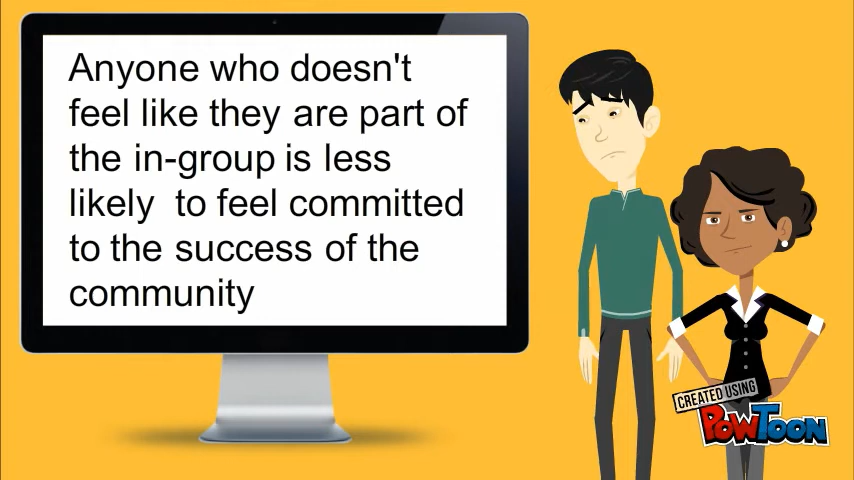 Anyone who doesn't
feel like they are part of
the in-group is less
likely  to feel committed
to the success of the
community
CREATED USING
POWTOON